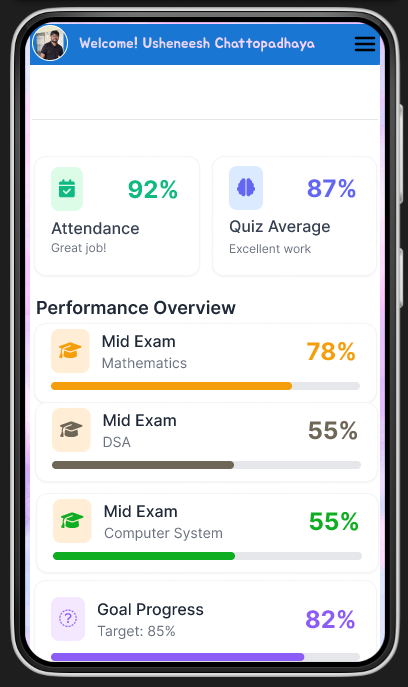 Welcome! Usheneesh Chattopadhaya
92%
Attendance
Great job!
87%
Quiz Average
Excellent work
Performance Overview
Mid Exam
Mathematics
78%
Mid Exam
DSA
55%
Mid Exam
Computer System
55%
Goal Progress
Target: 85%
82%